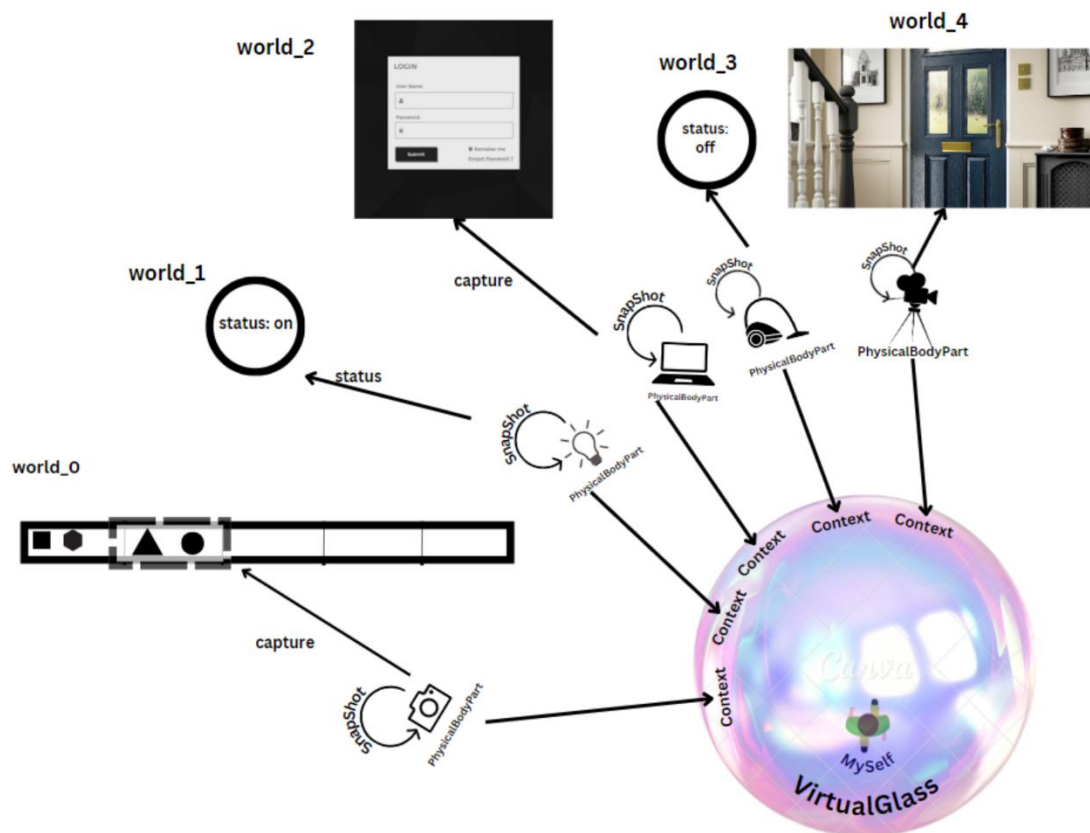 world_2
LOGIN
User Name
Password
Submit
Remember me
Forgot Password ?
world_3
status:
off
world_4
world_1
status: on
capture
status
SnapShot
PhysicalBodyPart
SnapShot
PhysicalBodyPart
SnapShot
PhysicalBodyPart
SnapShot
PhysicalBodyPart
world_0
capture
SnapShot
PhysicalBodyPart
Context
Context
Context
Context
Context
Canva
MySelf
VirtualGlass